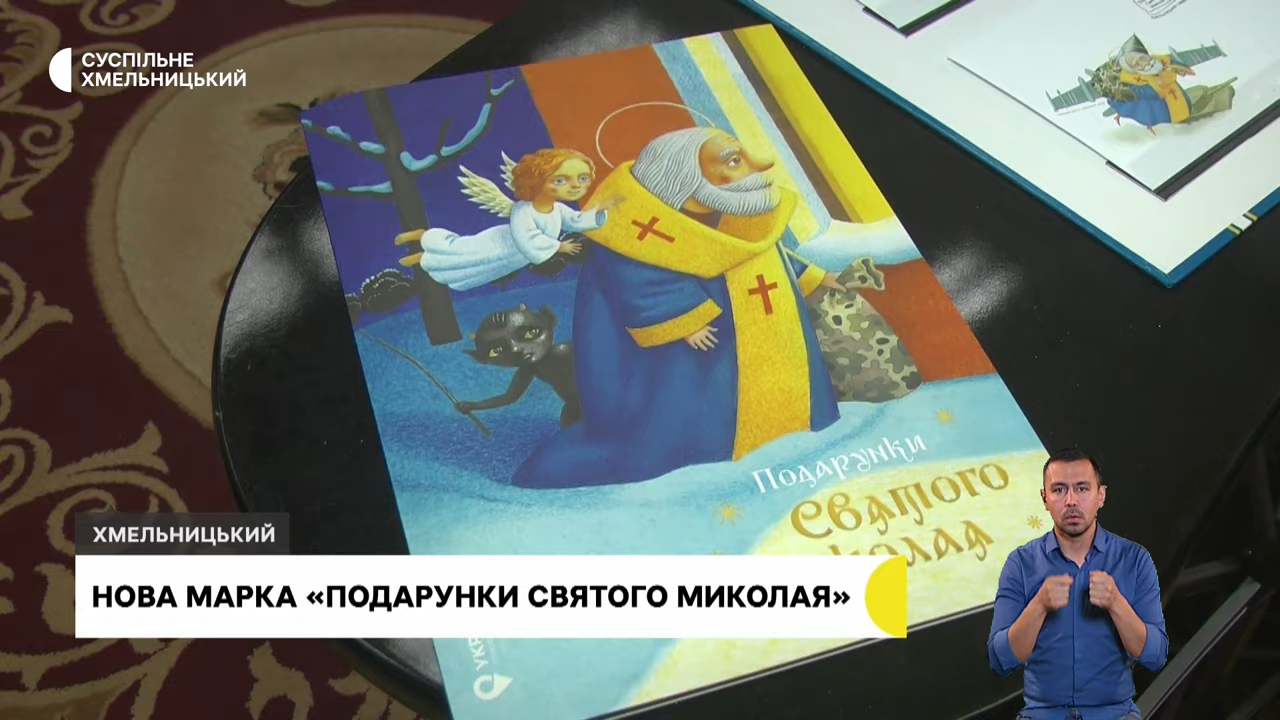 СУСПІЛЬНЕ
ХМЕЛЬНИЦЬКИЙ
Подарунки
Святого
ХМЕЛЬНИЦЬКИЙ
НОВА МАРКА «ПОДАРУНКИ СВЯТОГО МИКОЛАЯ»